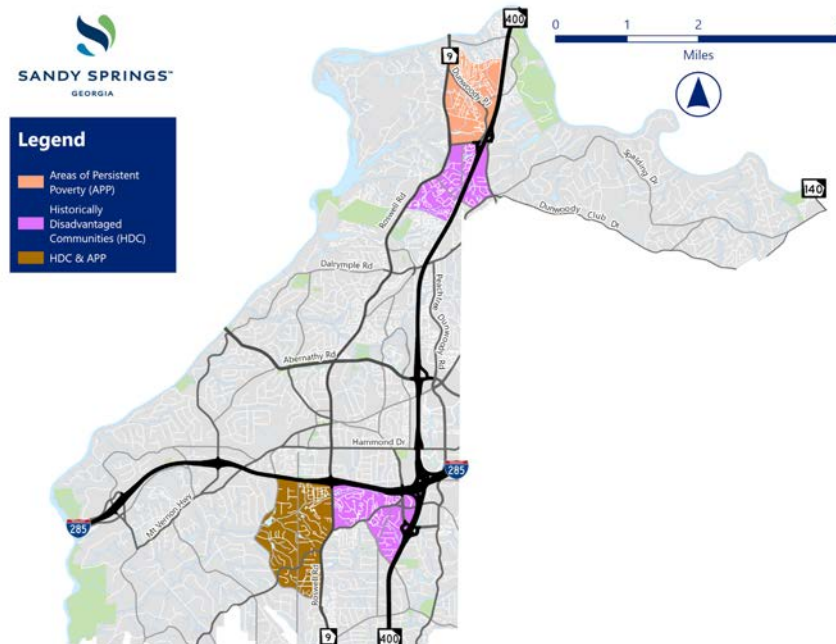 SANDY SPRINGS™
GEORGIA
Legend
Areas of Persistent
Poverty (APP)
Historically
Disadvantaged
Communities (HDC)
HDC & APP
0 1 2
Miles
400
9
Dunwoody Pl
Spalding Dr
140
Roswell Rd
Dunwoody Club Dr
Dalrymple Rd
Peachtree Dunwoody Rd
Abernathy Rd
Hammond Dr
285
Mt Vernon Hwy
285
Roswell Rd
9
400